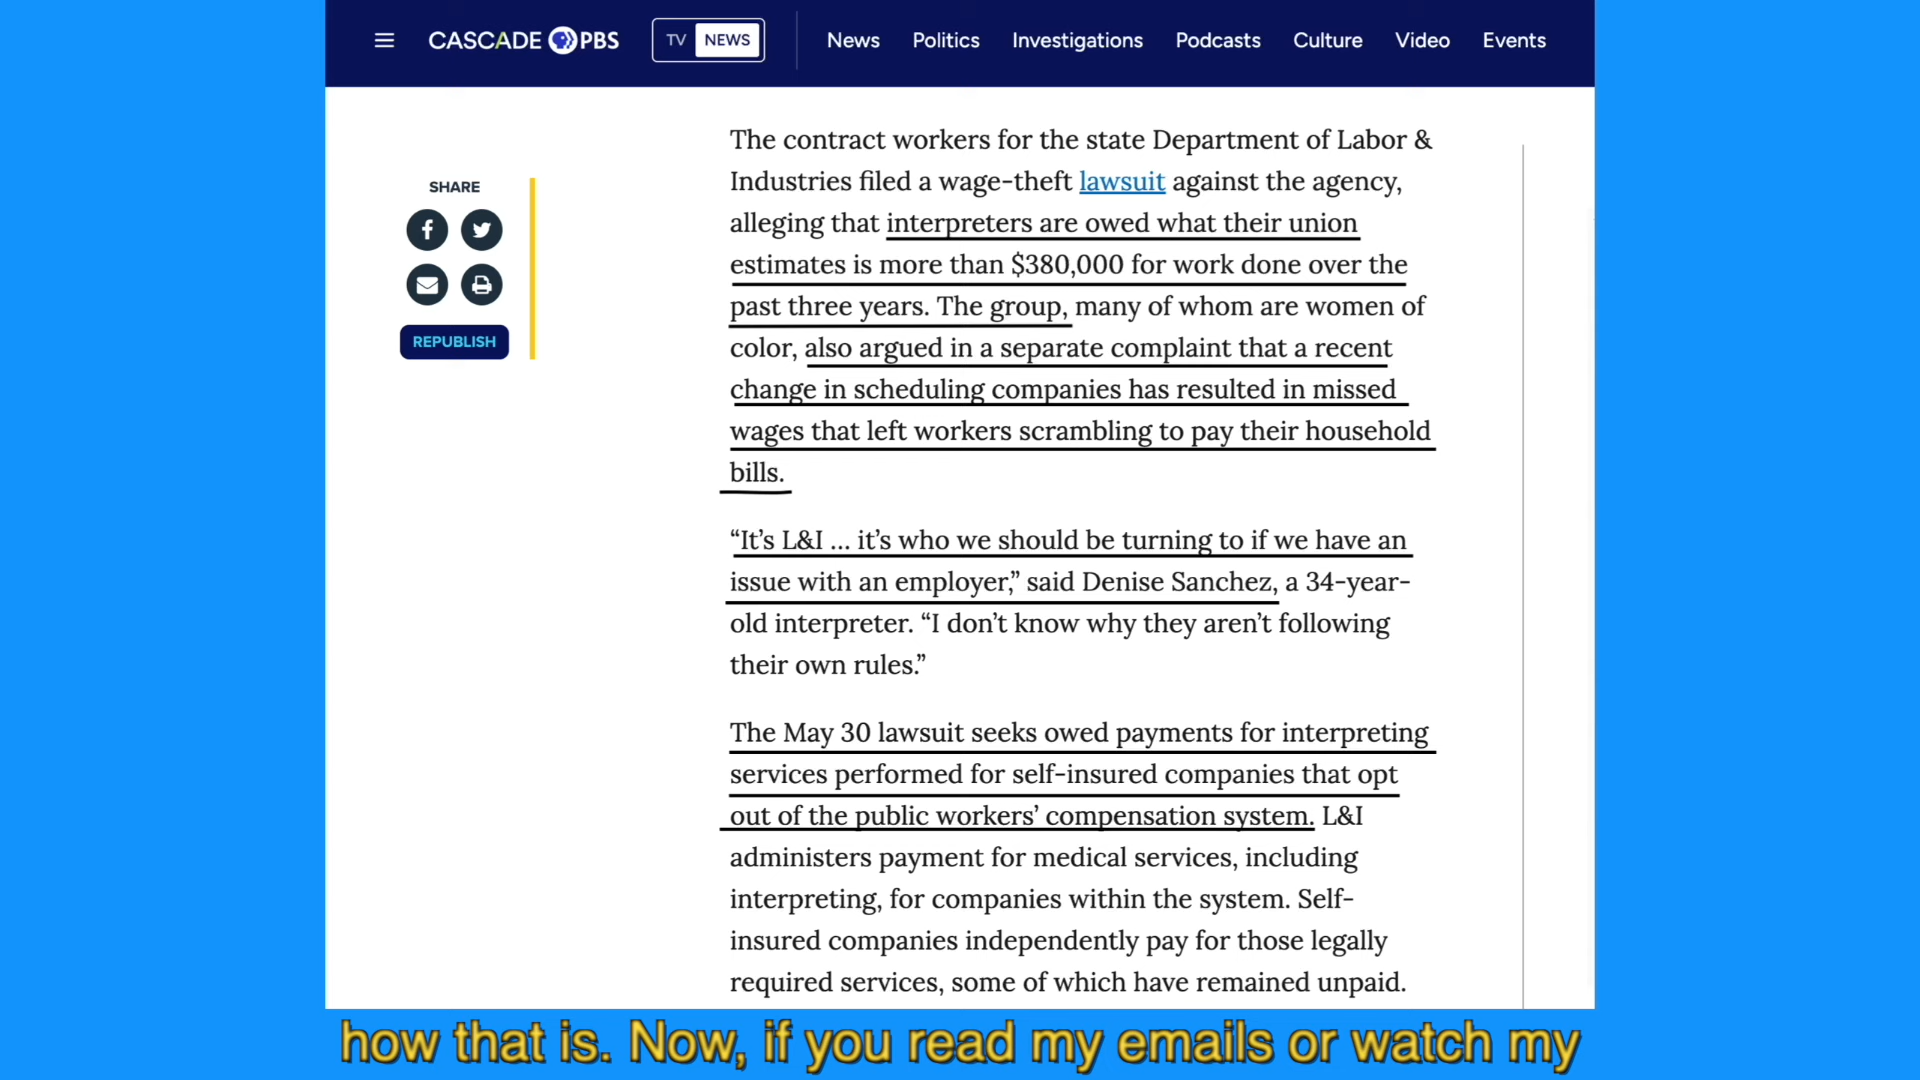 CASCADE PBS
TV NEWS
News Politics Investigations Podcasts Culture Video Events
SHARE
REPUBLISH
The contract workers for the state Department of Labor &
Industries filed a wage-theft lawsuit against the agency,
alleging that interpreters are owed what their union
estimates is more than $380,000 for work done over the
past three years. The group, many of whom are women of
color, also argued in a separate complaint that a recent
change in scheduling companies has resulted in missed
wages that left workers scrambling to pay their household
bills.
“It’s L&I … it’s who we should be turning to if we have an
issue with an employer,” said Denise Sanchez, a 34-year-
old interpreter. “I don’t know why they aren’t following
their own rules.”
The May 30 lawsuit seeks owed payments for interpreting
services performed for self-insured companies that opt
out of the public workers’ compensation system. L&I
administers payment for medical services, including
interpreting, for companies within the system. Self-
insured companies independently pay for those legally
required services, some of which have remained unpaid.
how that is. Now, if you read my emails or watch my